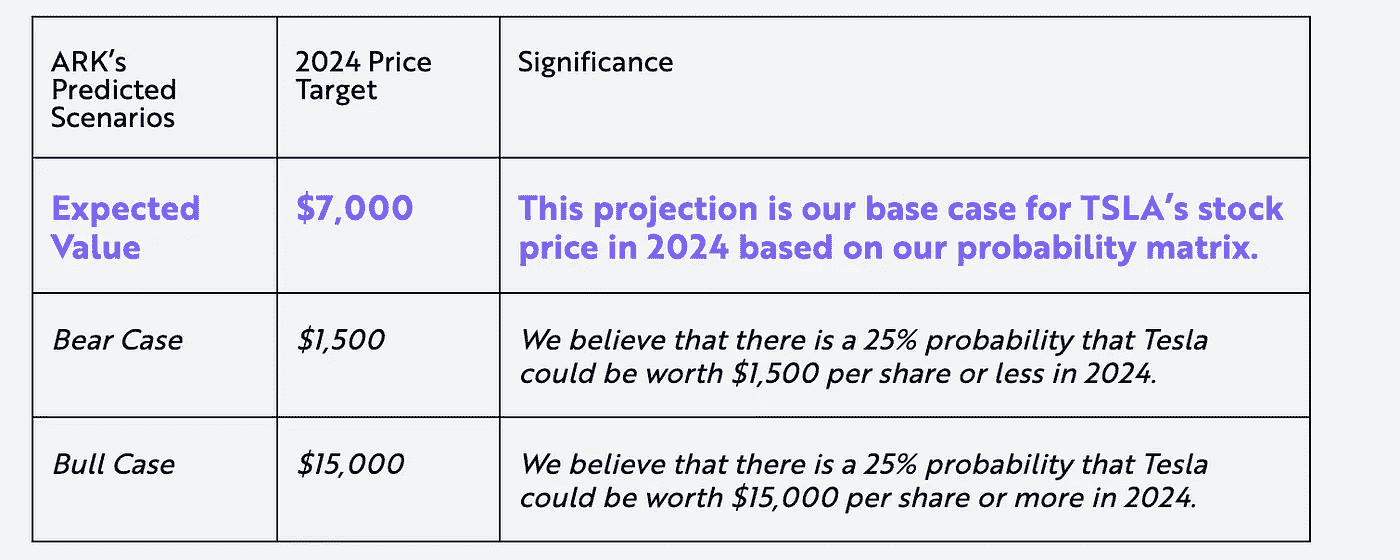 ARK’s
Predicted
Scenarios
2024 Price
Target
Significance
Expected
Value
$7,000
This projection is our base case for TSLA’s stock
price in 2024 based on our probability matrix.
Bear Case
$1,500
We believe that there is a 25% probability that Tesla
could be worth $1,500 per share or less in 2024.
Bull Case
$15,000
We believe that there is a 25% probability that Tesla
could be worth $15,000 per share or more in 2024.